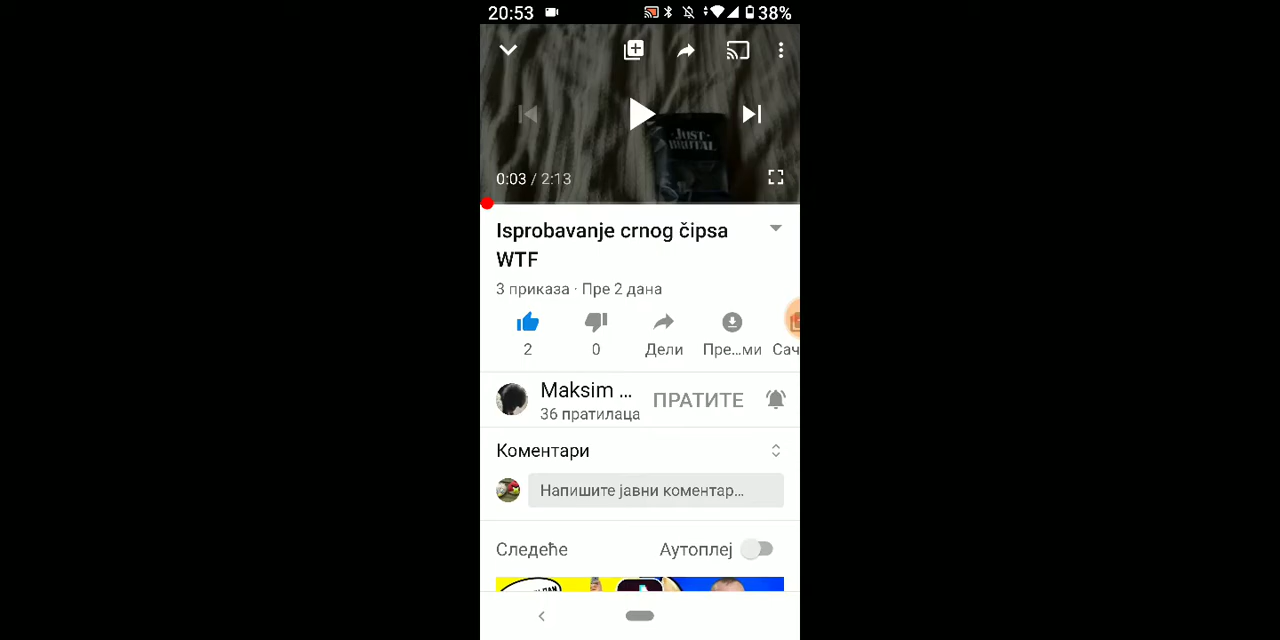 20:53
38%
JUST
BRUTAL
0:03 / 2:13
Isprobavanje crnog čipsa
WTF
3 приказа · Пре 2 дана
2
0
Дели
Пре...ми
Сач
Maksim ...
ПРАТИТЕ
36 пратилаца
Коментари
Напишите јавни коментар...
Следеће
Аутоплеј